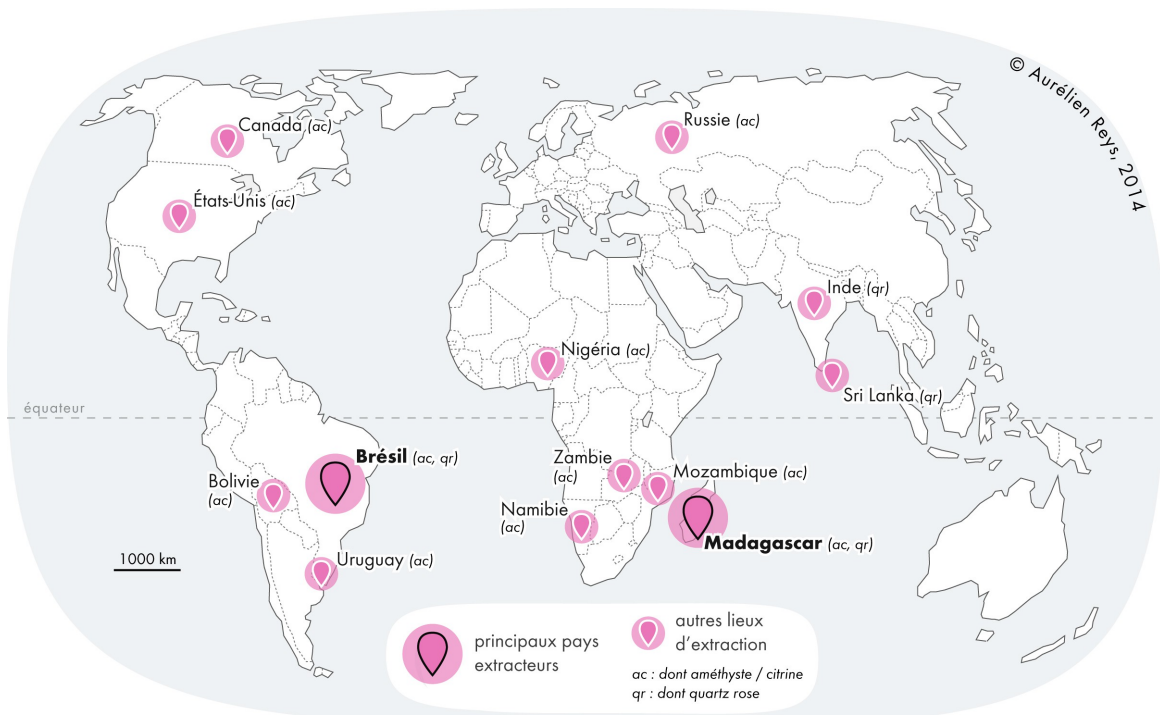 © Aurélien Reys, 2014
Canada (ac)
Russie (ac)
États-Unis (ac)
Inde (qr)
Nigéria (ac)
Sri Lanka (qr)
équateur
Brésil (ac, qr)
Zambie
(ac)
Mozambique (ac)
Bolivie
(ac)
Namibie
(ac)
Madagascar (ac, qr)
1000 km
Uruguay (ac)
principaux pays
extracteurs
autres lieux
d'extraction
ac : dont améthyste / citrine
qr : dont quartz rose